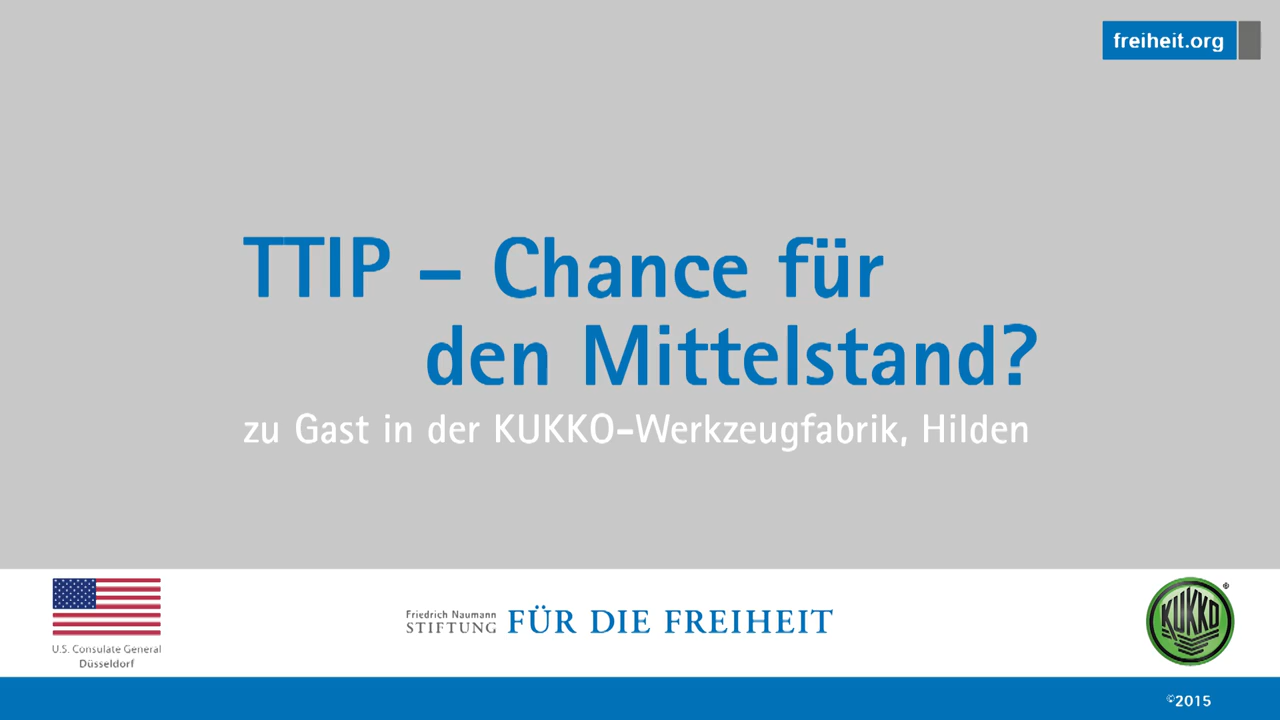 freiheit.org
TTIP – Chance für
den Mittelstand?
zu Gast in der KUKKO-Werkzeugfabrik, Hilden
U.S. Consulate General
Düsseldorf
Friedrich Naumann
STIFTUNG FÜR DIE FREIHEIT
KUKKO
®
©2015